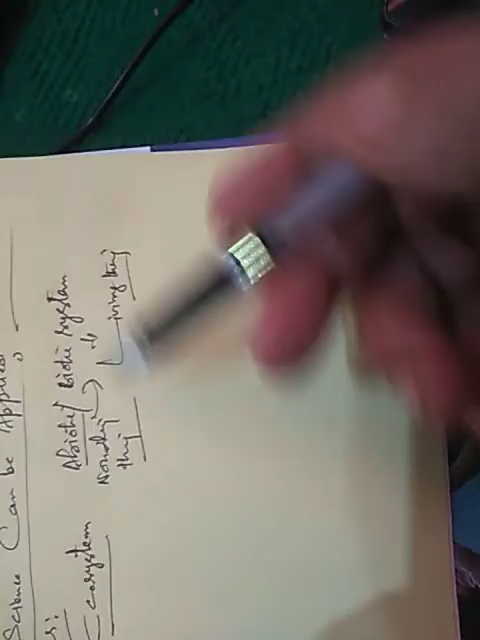 Science Can be Applied
s:
Ecosystem Abiotic / Biotic system
Nonliving Living thing
thing